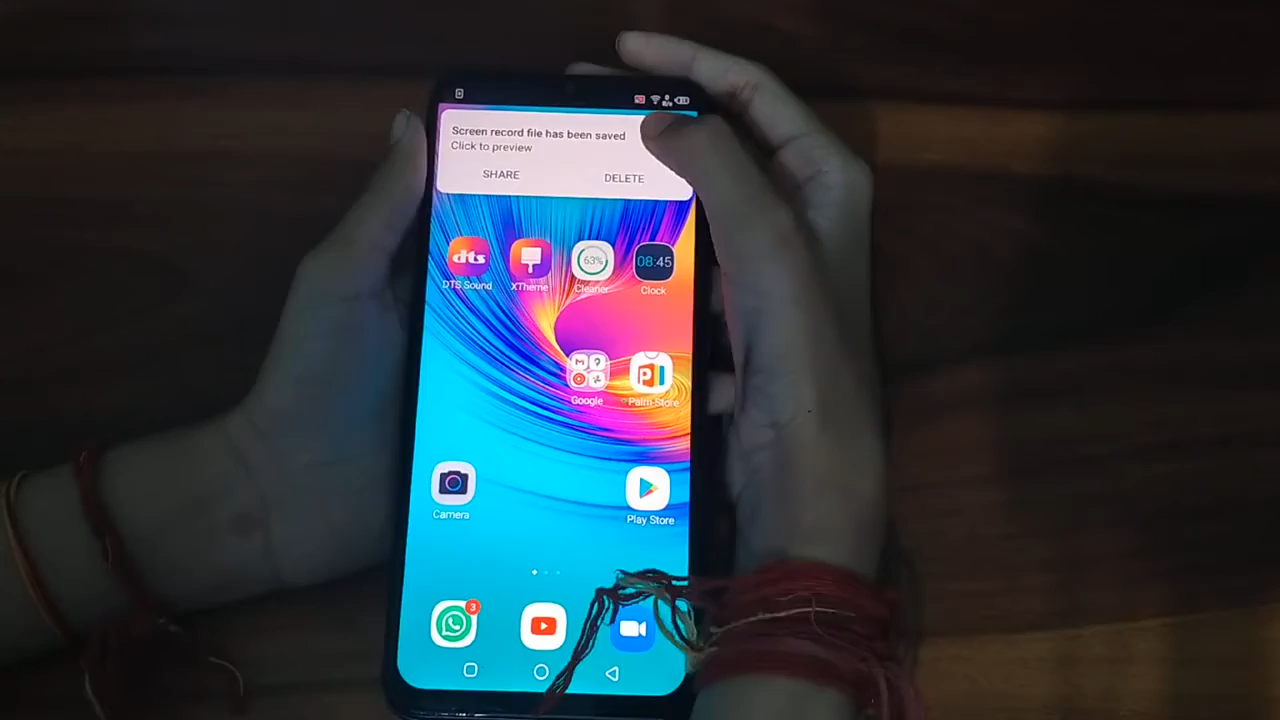 Screen record file has been saved
Click to preview
SHARE DELETE
dts 63% 08:45
DTS Sound XTheme Cleaner Clock
Google Palm Store
Camera Play Store
3